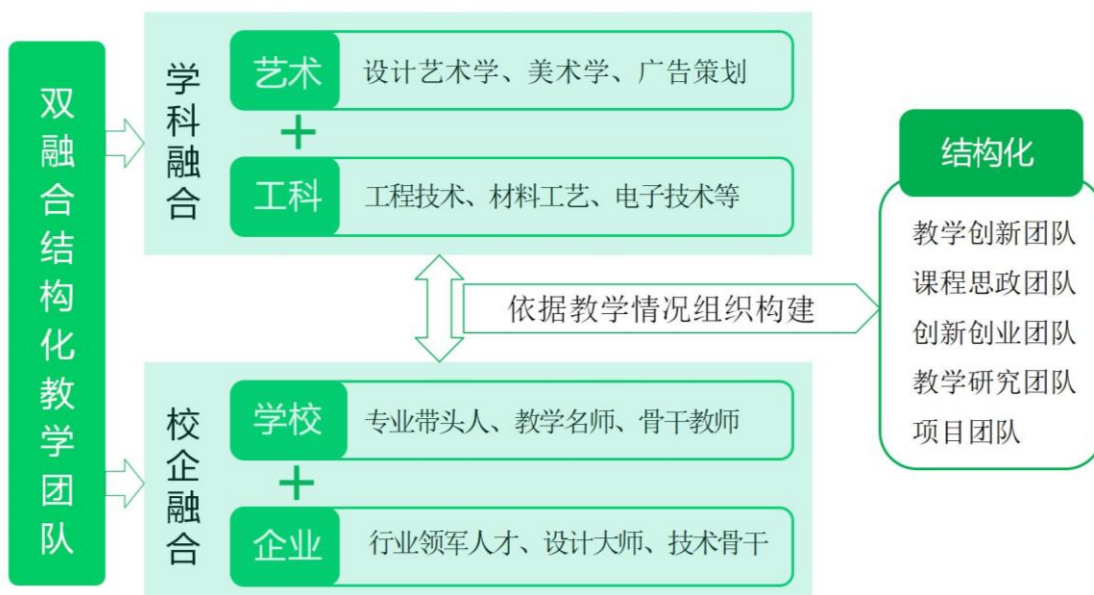 双融合结构化教学团队
学科融合
艺术
设计艺术学、美术学、广告策划
+
工科
工程技术、材料工艺、电子技术等
依据教学情况组织构建
校企融合
学校
专业带头人、教学名师、骨干教师
+
企业
行业领军人才、设计大师、技术骨干
结构化
教学创新团队
课程思政团队
创新创业团队
教学研究团队
项目团队